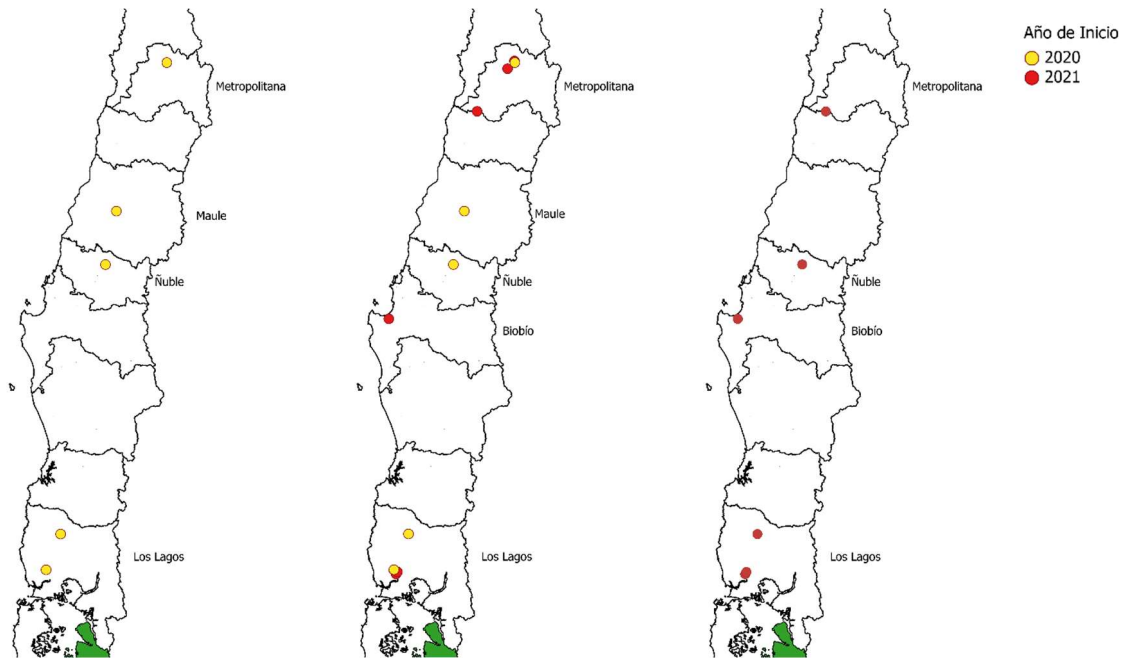 Año de Inicio
2020
2021
Metropolitana
Maule
Ñuble
Los Lagos
Metropolitana
Maule
Ñuble
Biobío
Los Lagos
Metropolitana
Ñuble
Biobío
Los Lagos